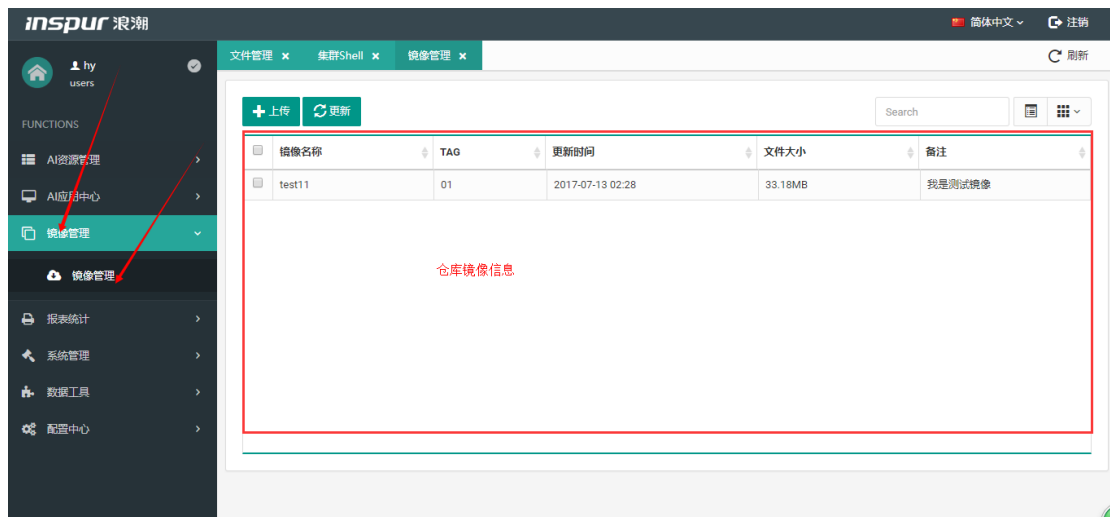 inspur 浪潮
简体中文
注销
hy
users
文件管理 ×
集群Shell ×
镜像管理 ×
刷新
FUNCTIONS
AI资源管理
AI应用中心
镜像管理
镜像管理
报表统计
系统管理
数据工具
配置中心
上传
更新
Search
镜像名称 TAG 更新时间 文件大小 备注
test11 01 2017-07-13 02:28 33.18MB 我是测试镜像
仓库镜像信息